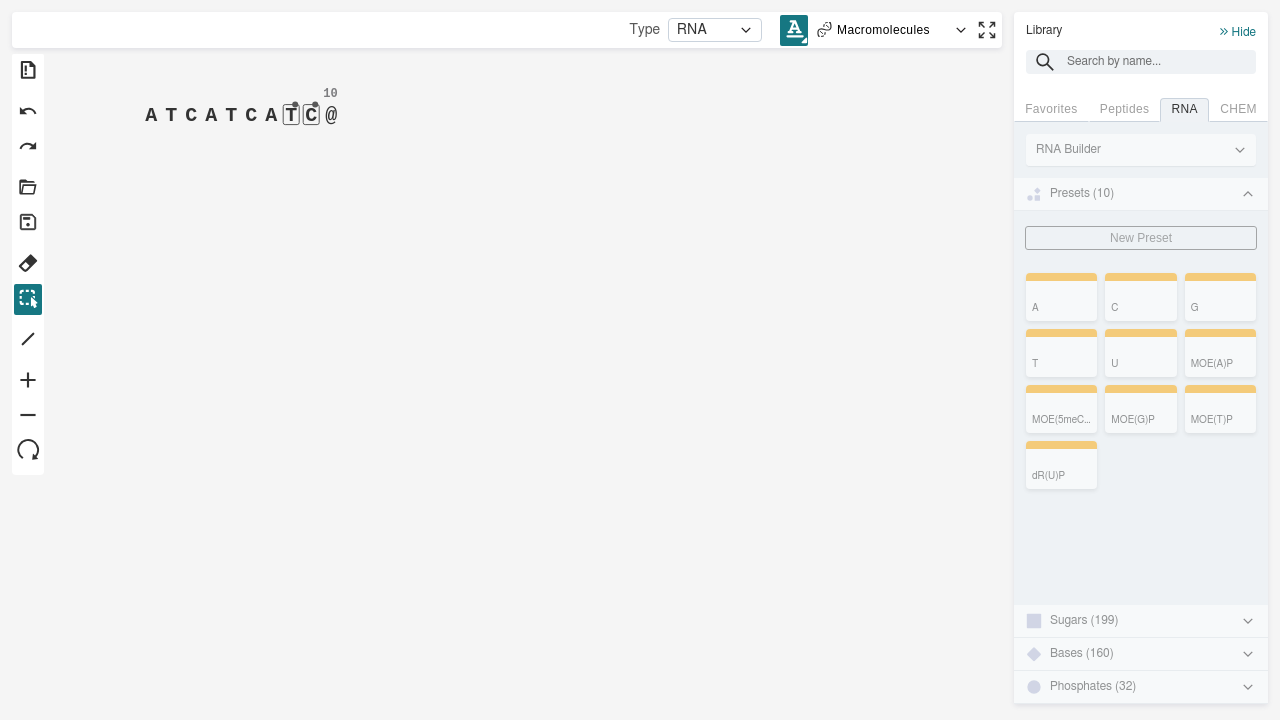 Type RNA Macromolecules
10
A T C A T C A T C @
Library Hide
Search by name...
Favorites Peptides RNA CHEM
RNA Builder
Presets (10)
New Preset
A C G
T U MOE(A)P
MOE(5meC... MOE(G)P MOE(T)P
dR(U)P
Sugars (199)
Bases (160)
Phosphates (32)